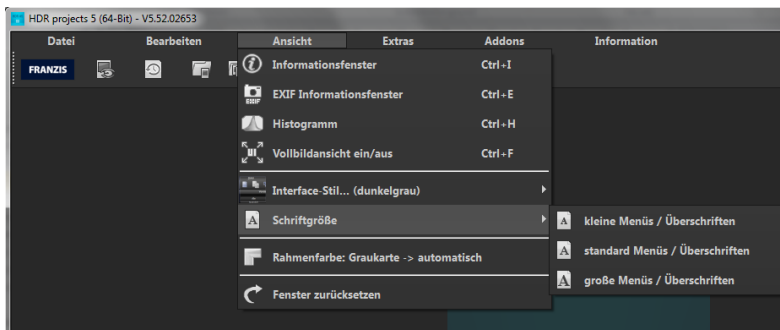 HDR projects 5 (64-Bit) - V5.52.02653
Datei Bearbeiten Ansicht Extras Addons Information
FRANZIS
Informationsfenster Ctrl+I
EXIF
EXIF Informationsfenster Ctrl+E
Histogramm Ctrl+H
UI
Vollbildansicht ein/aus Ctrl+F
Interface-Stil... (dunkelgrau)
A Schriftgröße
A kleine Menüs / Überschriften
A standard Menüs / Überschriften
Rahmenfarbe: Graukarte -> automatisch
A große Menüs / Überschriften
Fenster zurücksetzen